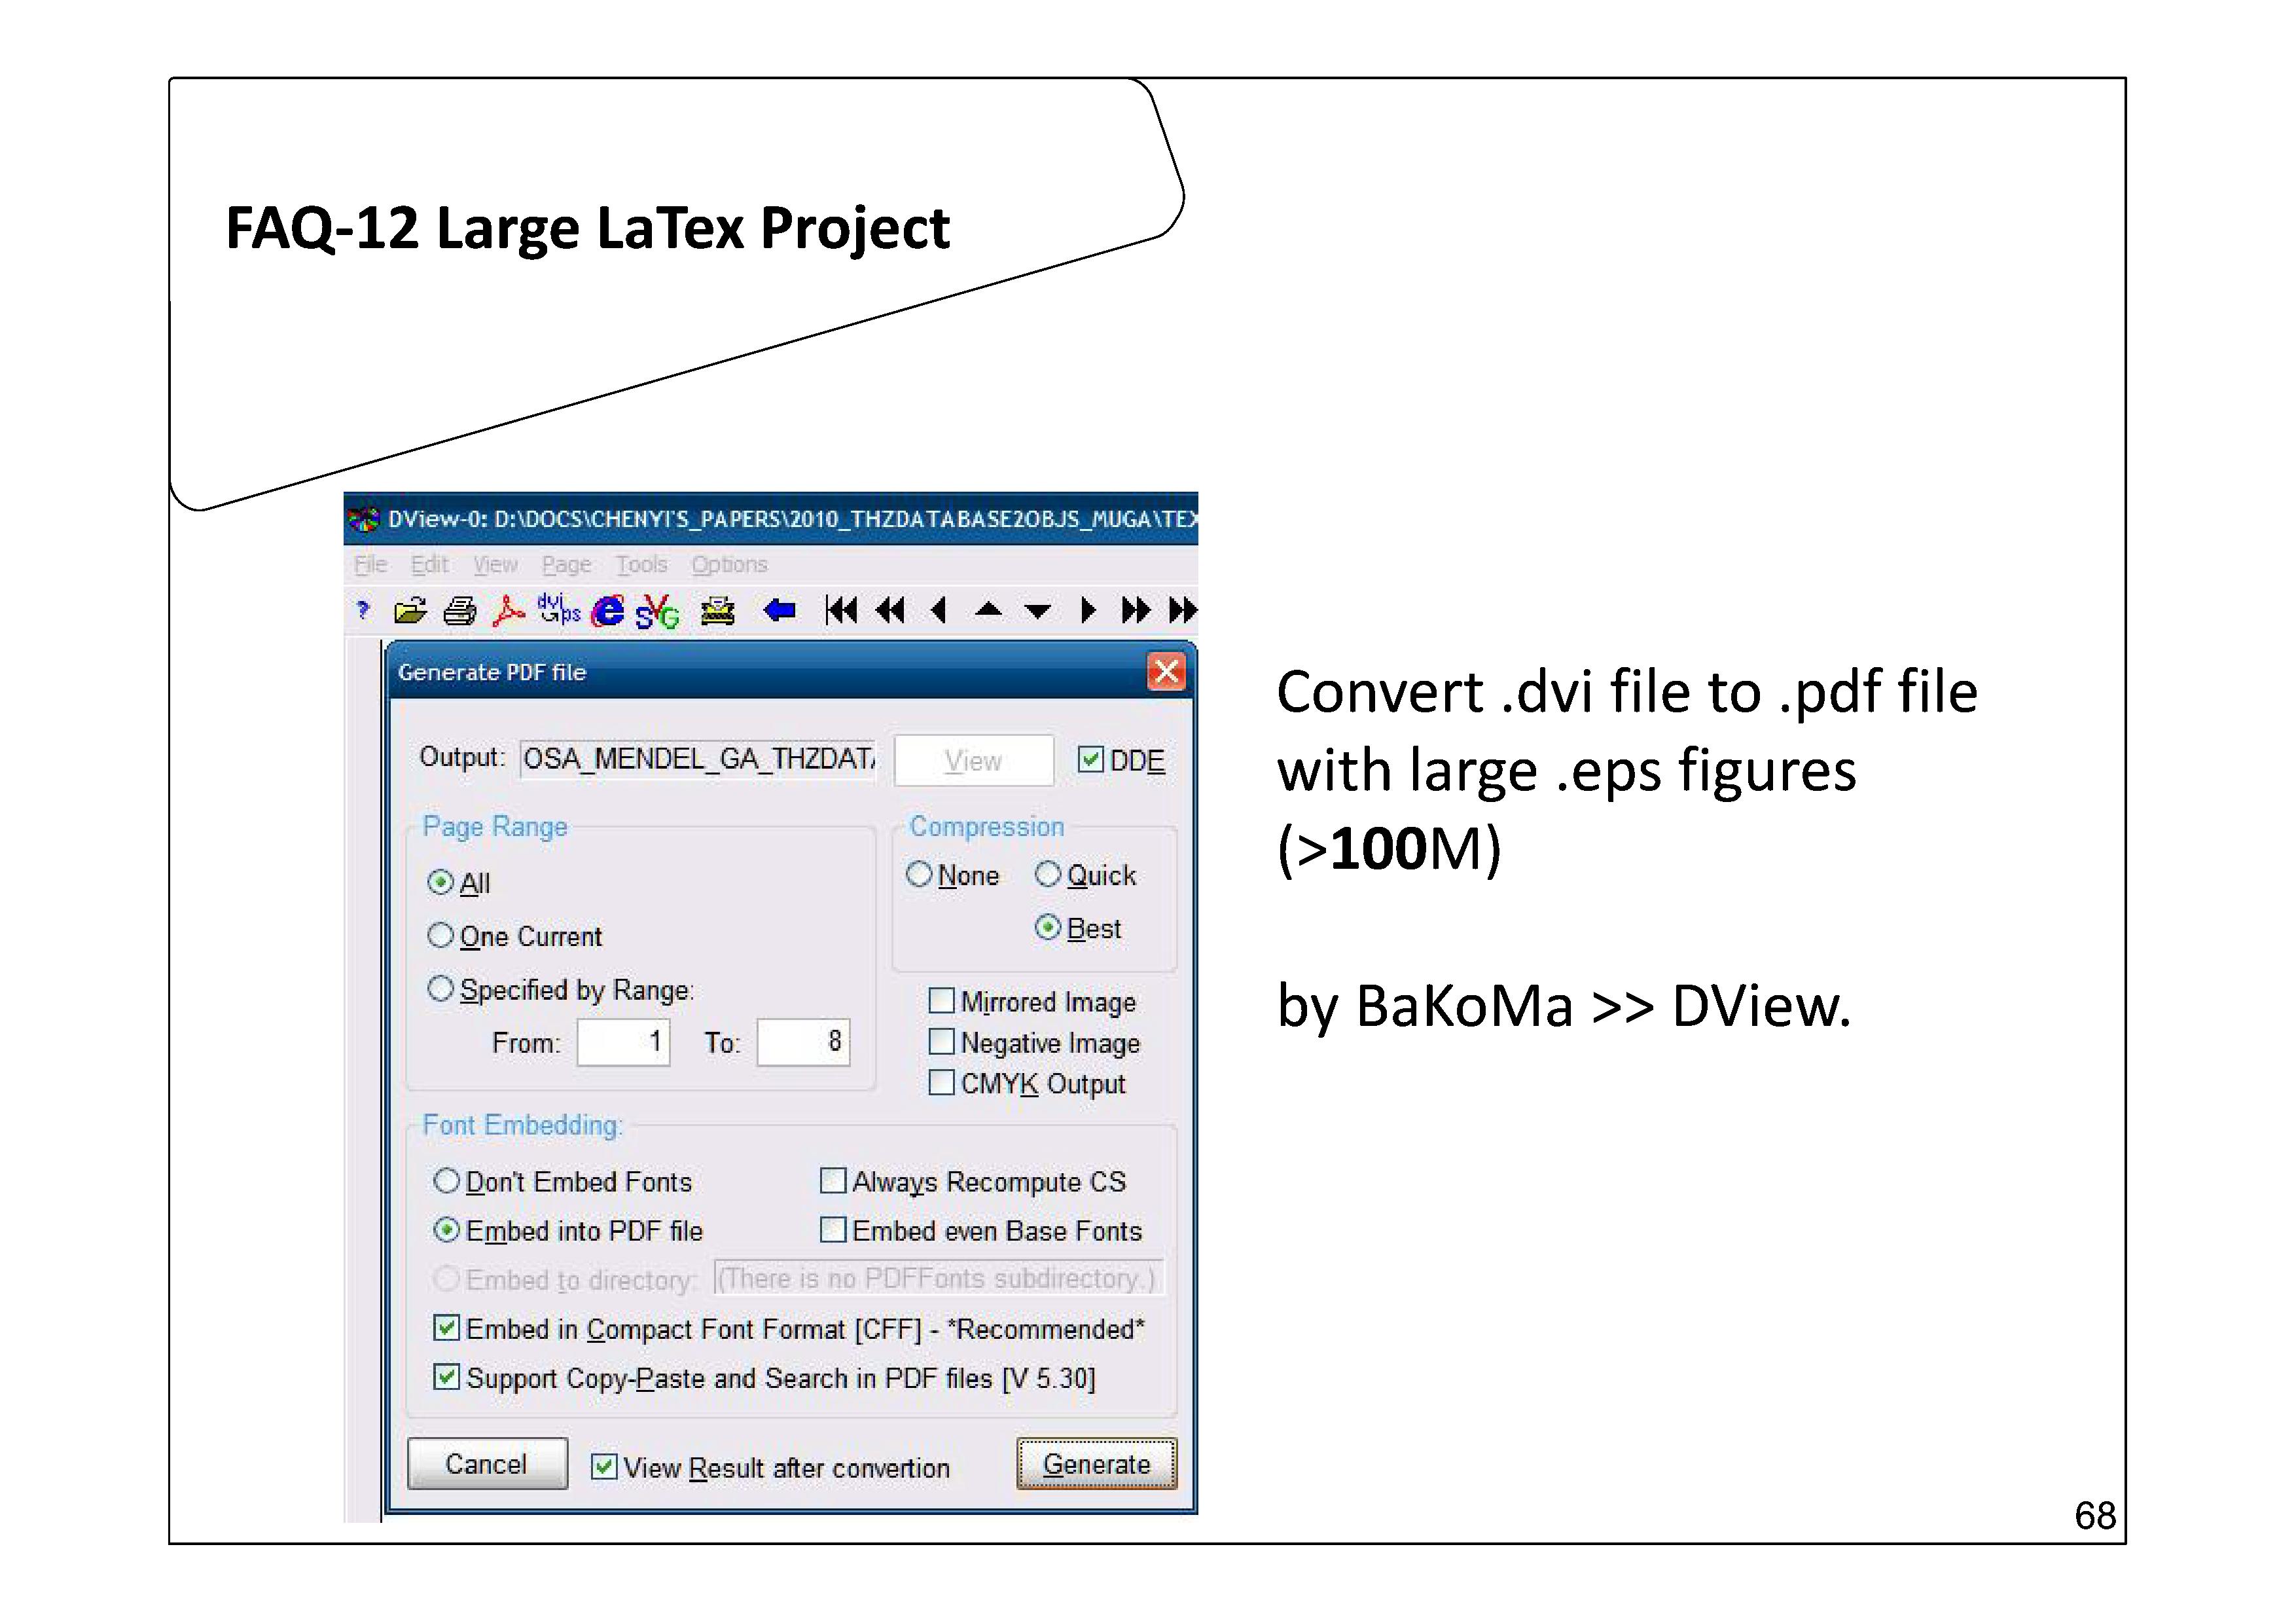 FAQ-12 Large LaTex Project
DView-0: D:\DOCS\CHENYI'S_PAPERS\2010_THZDATABASE2OBJS_MUGA\TEX
File Edit View Page Tools Options
? dvi ps SVG
Generate PDF file
Output: OSA_MENDEL_GA_THZDATA View DDE
Page Range
All
One Current
Specified by Range:
From: 1 To: 8
Compression
None Quick
Best
Mirrored Image
Negative Image
CMYK Output
Font Embedding:
Don't Embed Fonts Always Recompute CS
Embed into PDF file Embed even Base Fonts
Embed to directory: (There is no PDFFonts subdirectory.)
Embed in Compact Font Format [CFF] - *Recommended*
Support Copy-Paste and Search in PDF files [V 5.30]
Cancel View Result after convertion Generate
Convert .dvi file to .pdf file
with large .eps figures
(>100M)
by BaKoMa >> DView.
68